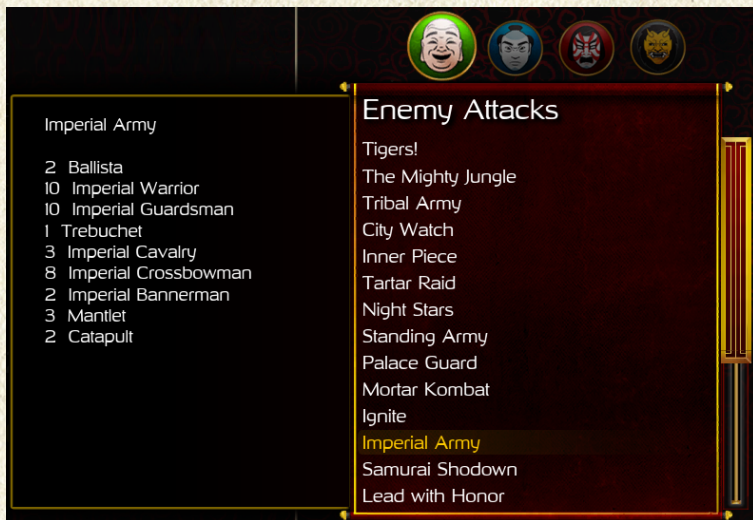 Imperial Army
2 Ballista
10 Imperial Warrior
10 Imperial Guardsman
1 Trebuchet
3 Imperial Cavalry
8 Imperial Crossbowman
2 Imperial Bannerman
3 Mantlet
2 Catapult
Enemy Attacks
Tigers!
The Mighty Jungle
Tribal Army
City Watch
Inner Piece
Tartar Raid
Night Stars
Standing Army
Palace Guard
Mortar Kombat
Ignite
Imperial Army
Samurai Shodown
Lead with Honor